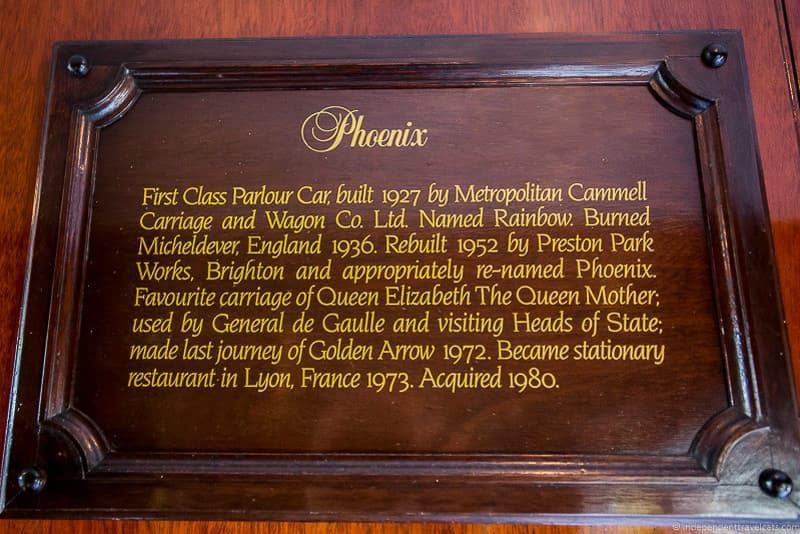 Phoenix
First Class Parlour Car, built 1927 by Metropolitan Cammell
Carriage and Wagon Co. Ltd. Named Rainbow. Burned
Micheldever, England 1936. Rebuilt 1952 by Preston Park
Works, Brighton and appropriately re-named Phoenix.
Favourite carriage of Queen Elizabeth The Queen Mother;
used by General de Gaulle and visiting Heads of State;
made last journey of Golden Arrow 1972. Became stationary
restaurant in Lyon, France 1973. Acquired 1980.
© independenttravelcats.com